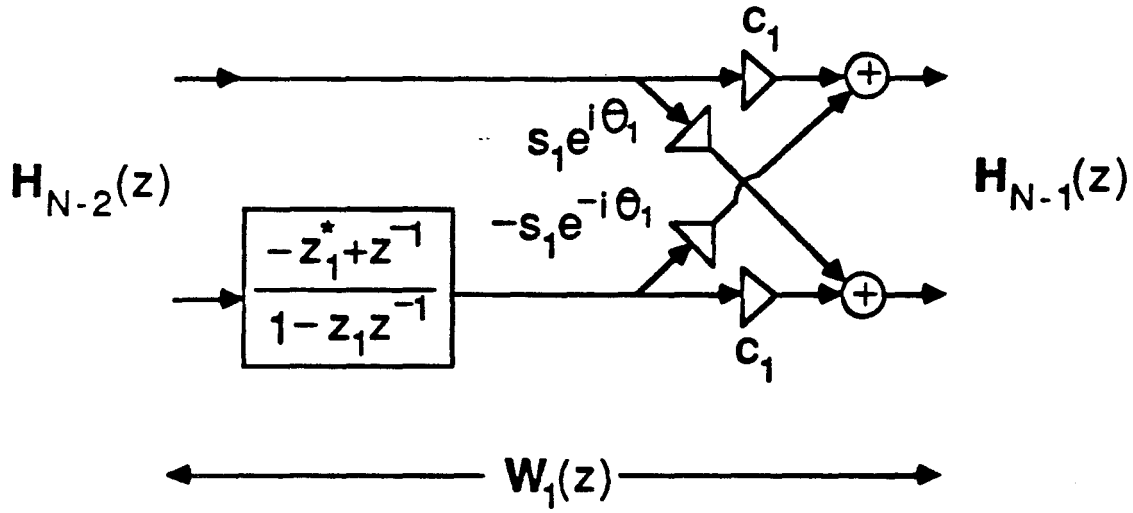 c₁
+
s₁e^{iθ₁}
H_{N-2}(z)
H_{N-1}(z)
-s₁e^{-iθ₁}
-z₁^*+z^{-1}
1-z₁z^{-1}
+
c₁
W₁(z)